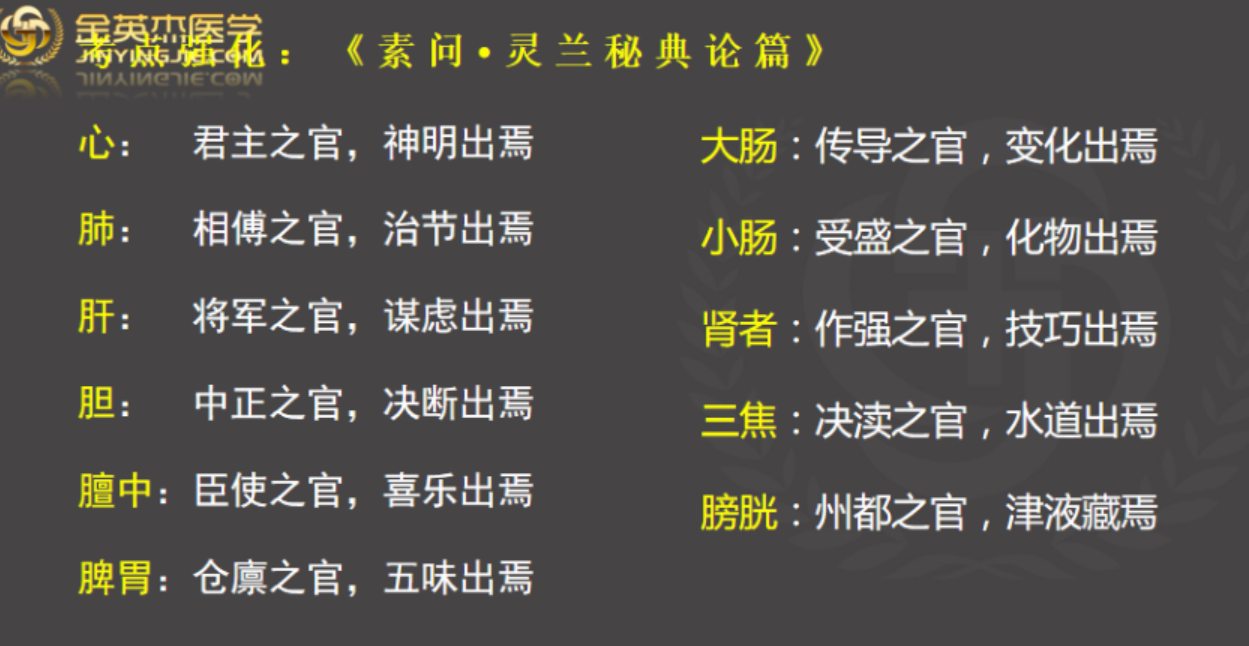 金英杰医学
JINYINGJIE.COM
考点强化：《素问•灵兰秘典论篇》
心： 君主之官，神明出焉
肺： 相傅之官，治节出焉
肝： 将军之官，谋虑出焉
胆： 中正之官，决断出焉
膻中：臣使之官，喜乐出焉
脾胃：仓廪之官，五味出焉
大肠：传导之官，变化出焉
小肠：受盛之官，化物出焉
肾者：作强之官，技巧出焉
三焦：决渎之官，水道出焉
膀胱：州都之官，津液藏焉